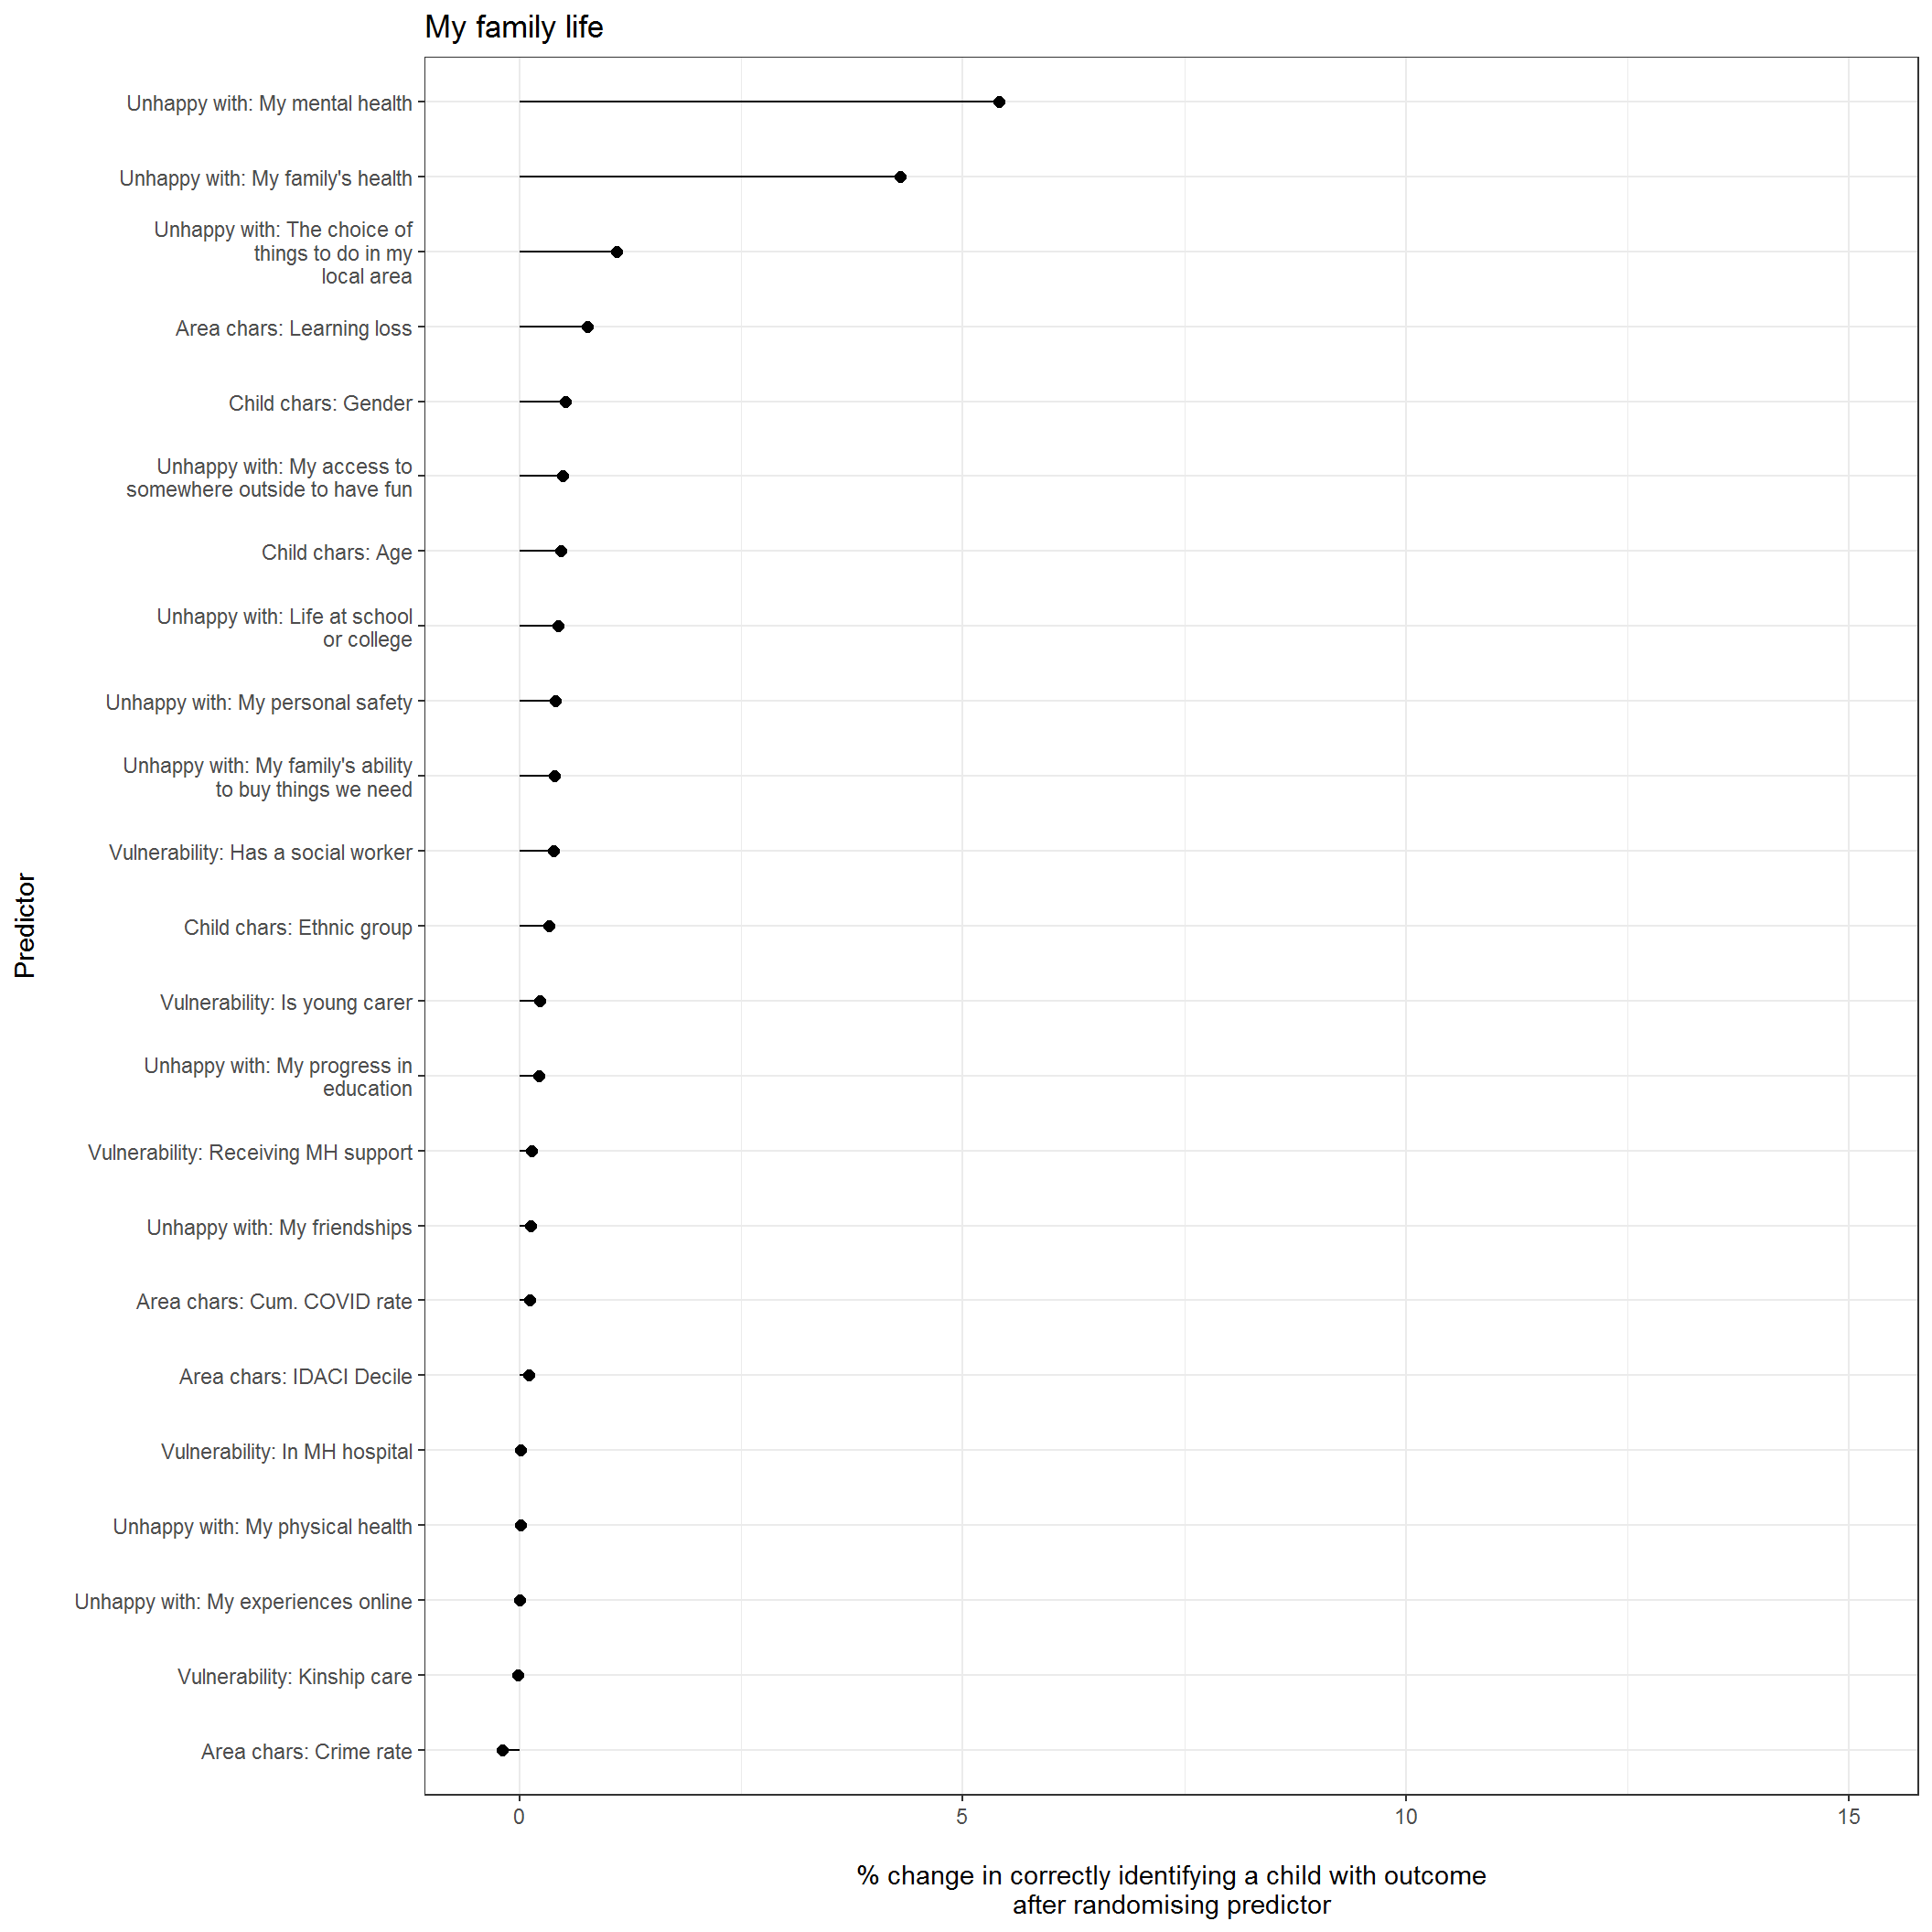 My family life
Unhappy with: My mental health
Unhappy with: My family's health
Unhappy with: The choice of
things to do in my
local area
Area chars: Learning loss
Child chars: Gender
Unhappy with: My access to
somewhere outside to have fun
Child chars: Age
Unhappy with: Life at school
or college
Unhappy with: My personal safety
Unhappy with: My family's ability
to buy things we need
Vulnerability: Has a social worker
Child chars: Ethnic group
Vulnerability: Is young carer
Unhappy with: My progress in
education
Vulnerability: Receiving MH support
Unhappy with: My friendships
Area chars: Cum. COVID rate
Area chars: IDACI Decile
Vulnerability: In MH hospital
Unhappy with: My physical health
Unhappy with: My experiences online
Vulnerability: Kinship care
Area chars: Crime rate
Predictor
0 5 10 15
% change in correctly identifying a child with outcome
after randomising predictor